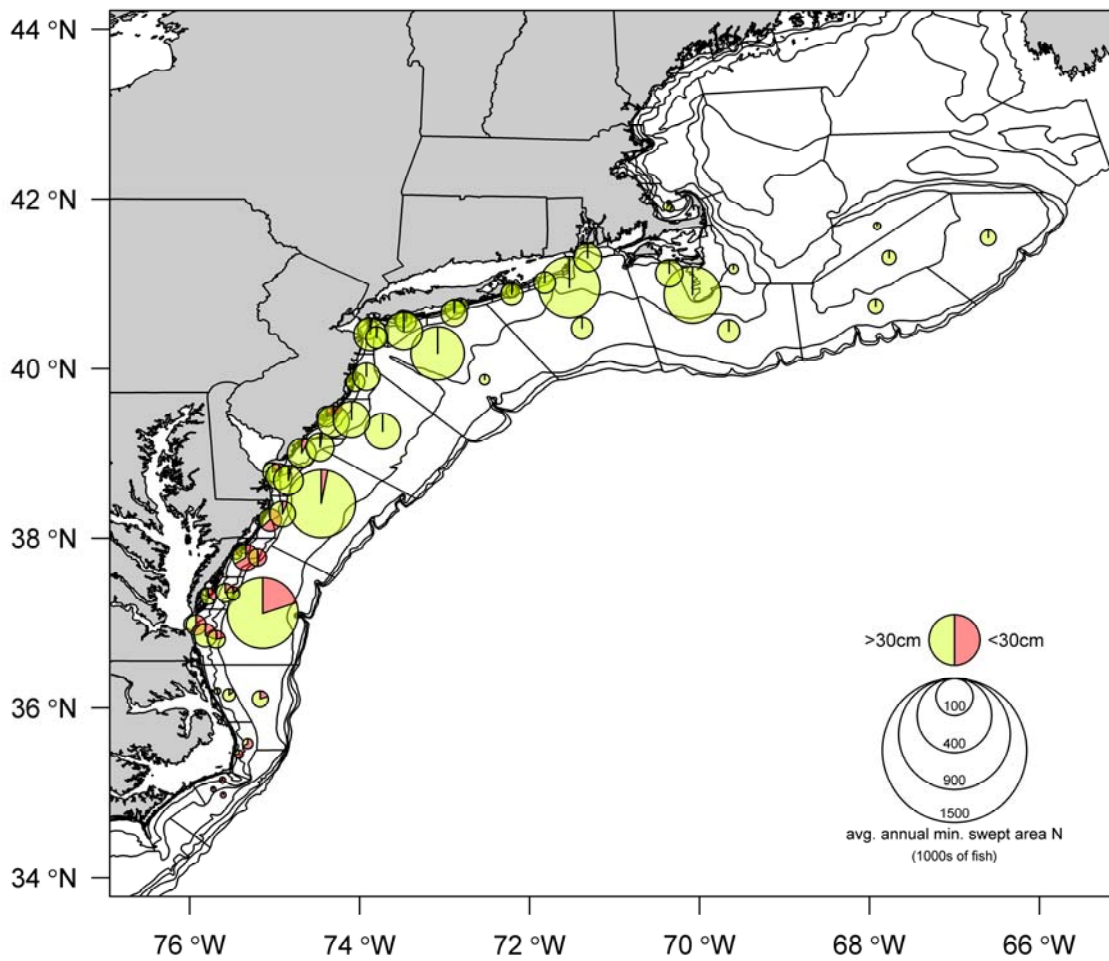 44 °N
42 °N
40 °N
38 °N
36 °N
34 °N
>30cm <30cm
100
400
900
1500
avg. annual min. swept area N
(1000s of fish)
76 °W 74 °W 72 °W 70 °W 68 °W 66 °W